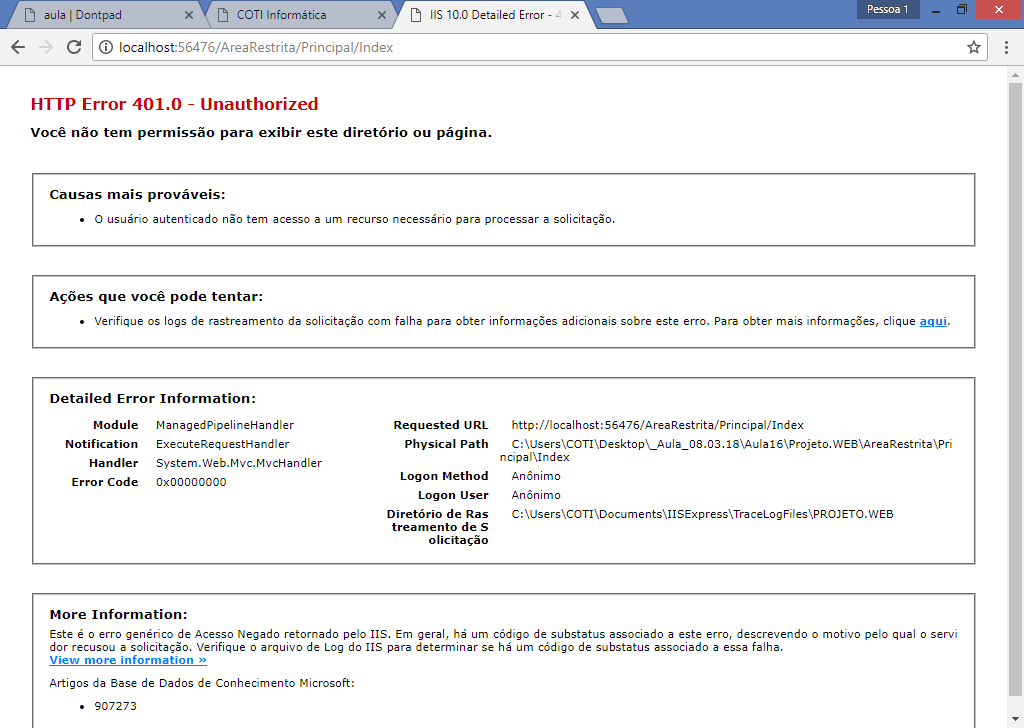 aula | Dontpad
COTI Informática
IIS 10.0 Detailed Error - 4
Pessoa 1
localhost:56476/AreaRestrita/Principal/Index
HTTP Error 401.0 - Unauthorized
Você não tem permissão para exibir este diretório ou página.
Causas mais prováveis:
• O usuário autenticado não tem acesso a um recurso necessário para processar a solicitação.
Ações que você pode tentar:
• Verifique os logs de rastreamento da solicitação com falha para obter informações adicionais sobre este erro. Para obter mais informações, clique aqui.
Detailed Error Information:
Module ManagedPipelineHandler
Notification ExecuteRequestHandler
Handler System.Web.Mvc.MvcHandler
Error Code 0x00000000
Requested URL http://localhost:56476/AreaRestrita/Principal/Index
Physical Path C:\Users\COTI\Desktop\_Aula_08.03.18\Aula16\Projeto.WEB\AreaRestrita\Pri
ncipal\Index
Logon Method Anônimo
Logon User Anônimo
Diretório de Ras C:\Users\COTI\Documents\IISExpress\TraceLogFiles\PROJETO.WEB
treamento de S
olicitação
More Information:
Este é o erro genérico de Acesso Negado retornado pelo IIS. Em geral, há um código de substatus associado a este erro, descrevendo o motivo pelo qual o servi
dor recusou a solicitação. Verifique o arquivo de Log do IIS para determinar se há um código de substatus associado a essa falha.
View more information »
Artigos da Base de Dados de Conhecimento Microsoft:
• 907273